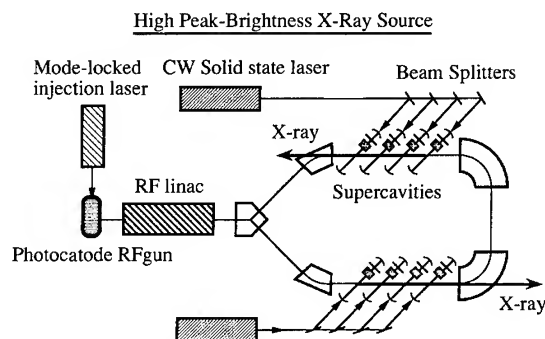 High Peak-Brightness X-Ray Source
Mode-locked
injection laser
CW Solid state laser
Beam Splitters
X-ray
RF linac
Supercavities
Photocatode RFgun
X-ray